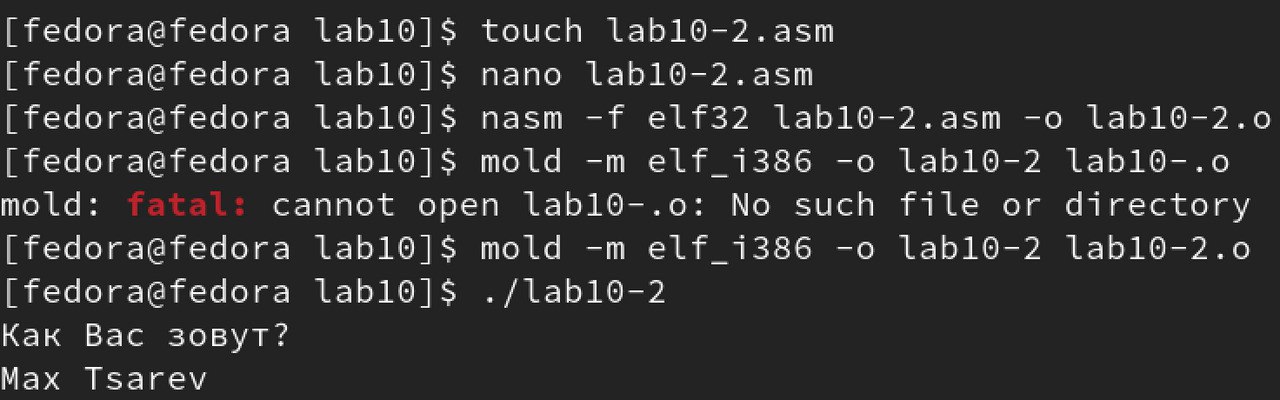 [fedora@fedora lab10]$ touch lab10-2.asm
[fedora@fedora lab10]$ nano lab10-2.asm
[fedora@fedora lab10]$ nasm -f elf32 lab10-2.asm -o lab10-2.o
[fedora@fedora lab10]$ mold -m elf_i386 -o lab10-2 lab10-.o
mold: fatal: cannot open lab10-.o: No such file or directory
[fedora@fedora lab10]$ mold -m elf_i386 -o lab10-2 lab10-2.o
[fedora@fedora lab10]$ ./lab10-2
Как Вас зовут?
Max Tsarev